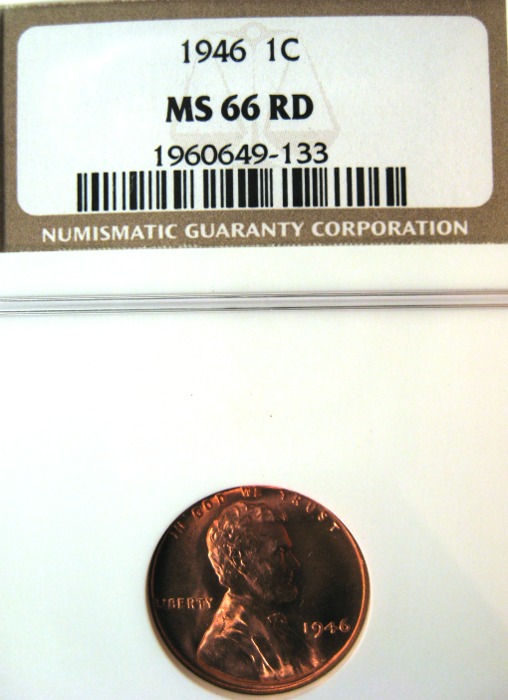 1946 1C
MS 66 RD
1960649-133
NUMISMATIC GUARANTY CORPORATION
IN GOD WE TRUST
LIBERTY
1946